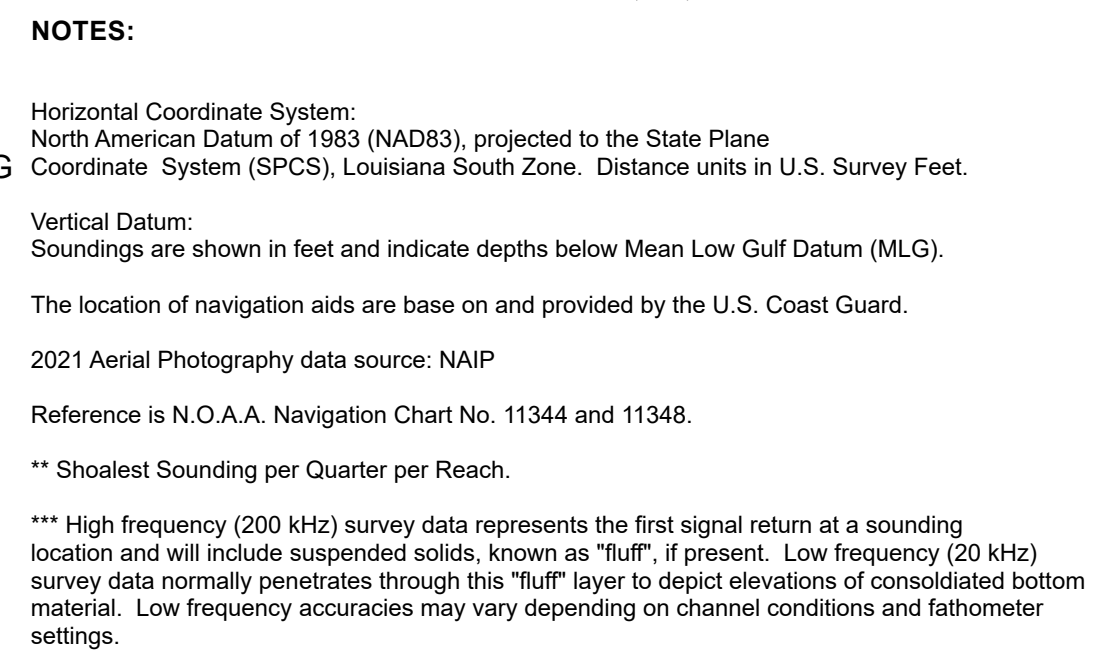 NOTES:
Horizontal Coordinate System:
North American Datum of 1983 (NAD83), projected to the State Plane
G Coordinate  System (SPCS), Louisiana South Zone.  Distance units in U.S. Survey Feet.
Vertical Datum:
Soundings are shown in feet and indicate depths below Mean Low Gulf Datum (MLG).
The location of navigation aids are base on and provided by the U.S. Coast Guard.
2021 Aerial Photography data source: NAIP
Reference is N.O.A.A. Navigation Chart No. 11344 and 11348.
** Shoalest Sounding per Quarter per Reach.
*** High frequency (200 kHz) survey data represents the first signal return at a sounding
location and will include suspended solids, known as "fluff", if present.  Low frequency (20 kHz)
survey data normally penetrates through this "fluff" layer to depict elevations of consoldiated bottom
material.  Low frequency accuracies may vary depending on channel conditions and fathometer
settings.